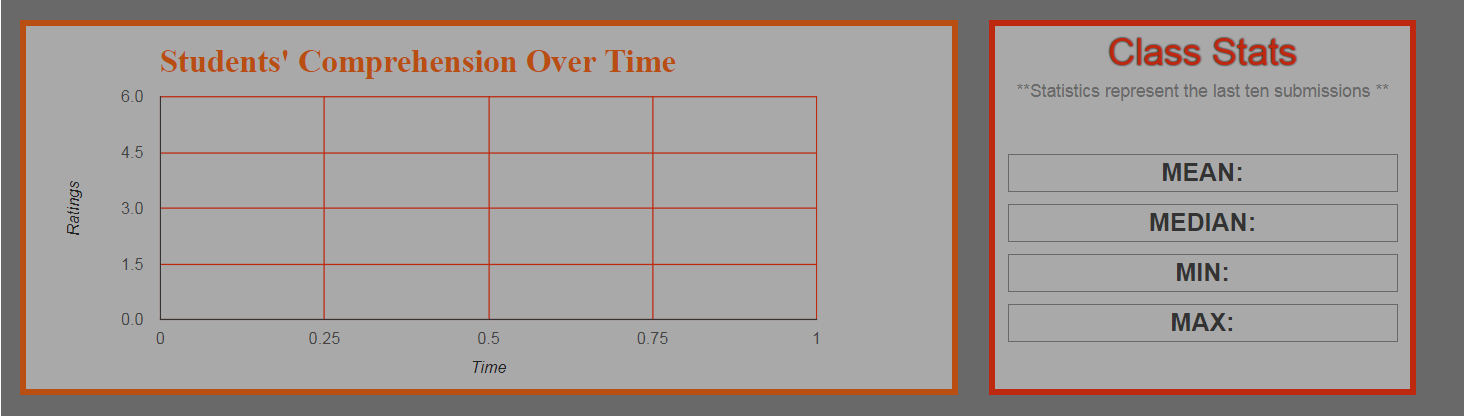 Students' Comprehension Over Time
6.0
4.5
3.0
1.5
0.0
Ratings
0 0.25 0.5 0.75 1
Time
Class Stats
**Statistics represent the last ten submissions **
MEAN:
MEDIAN:
MIN:
MAX: